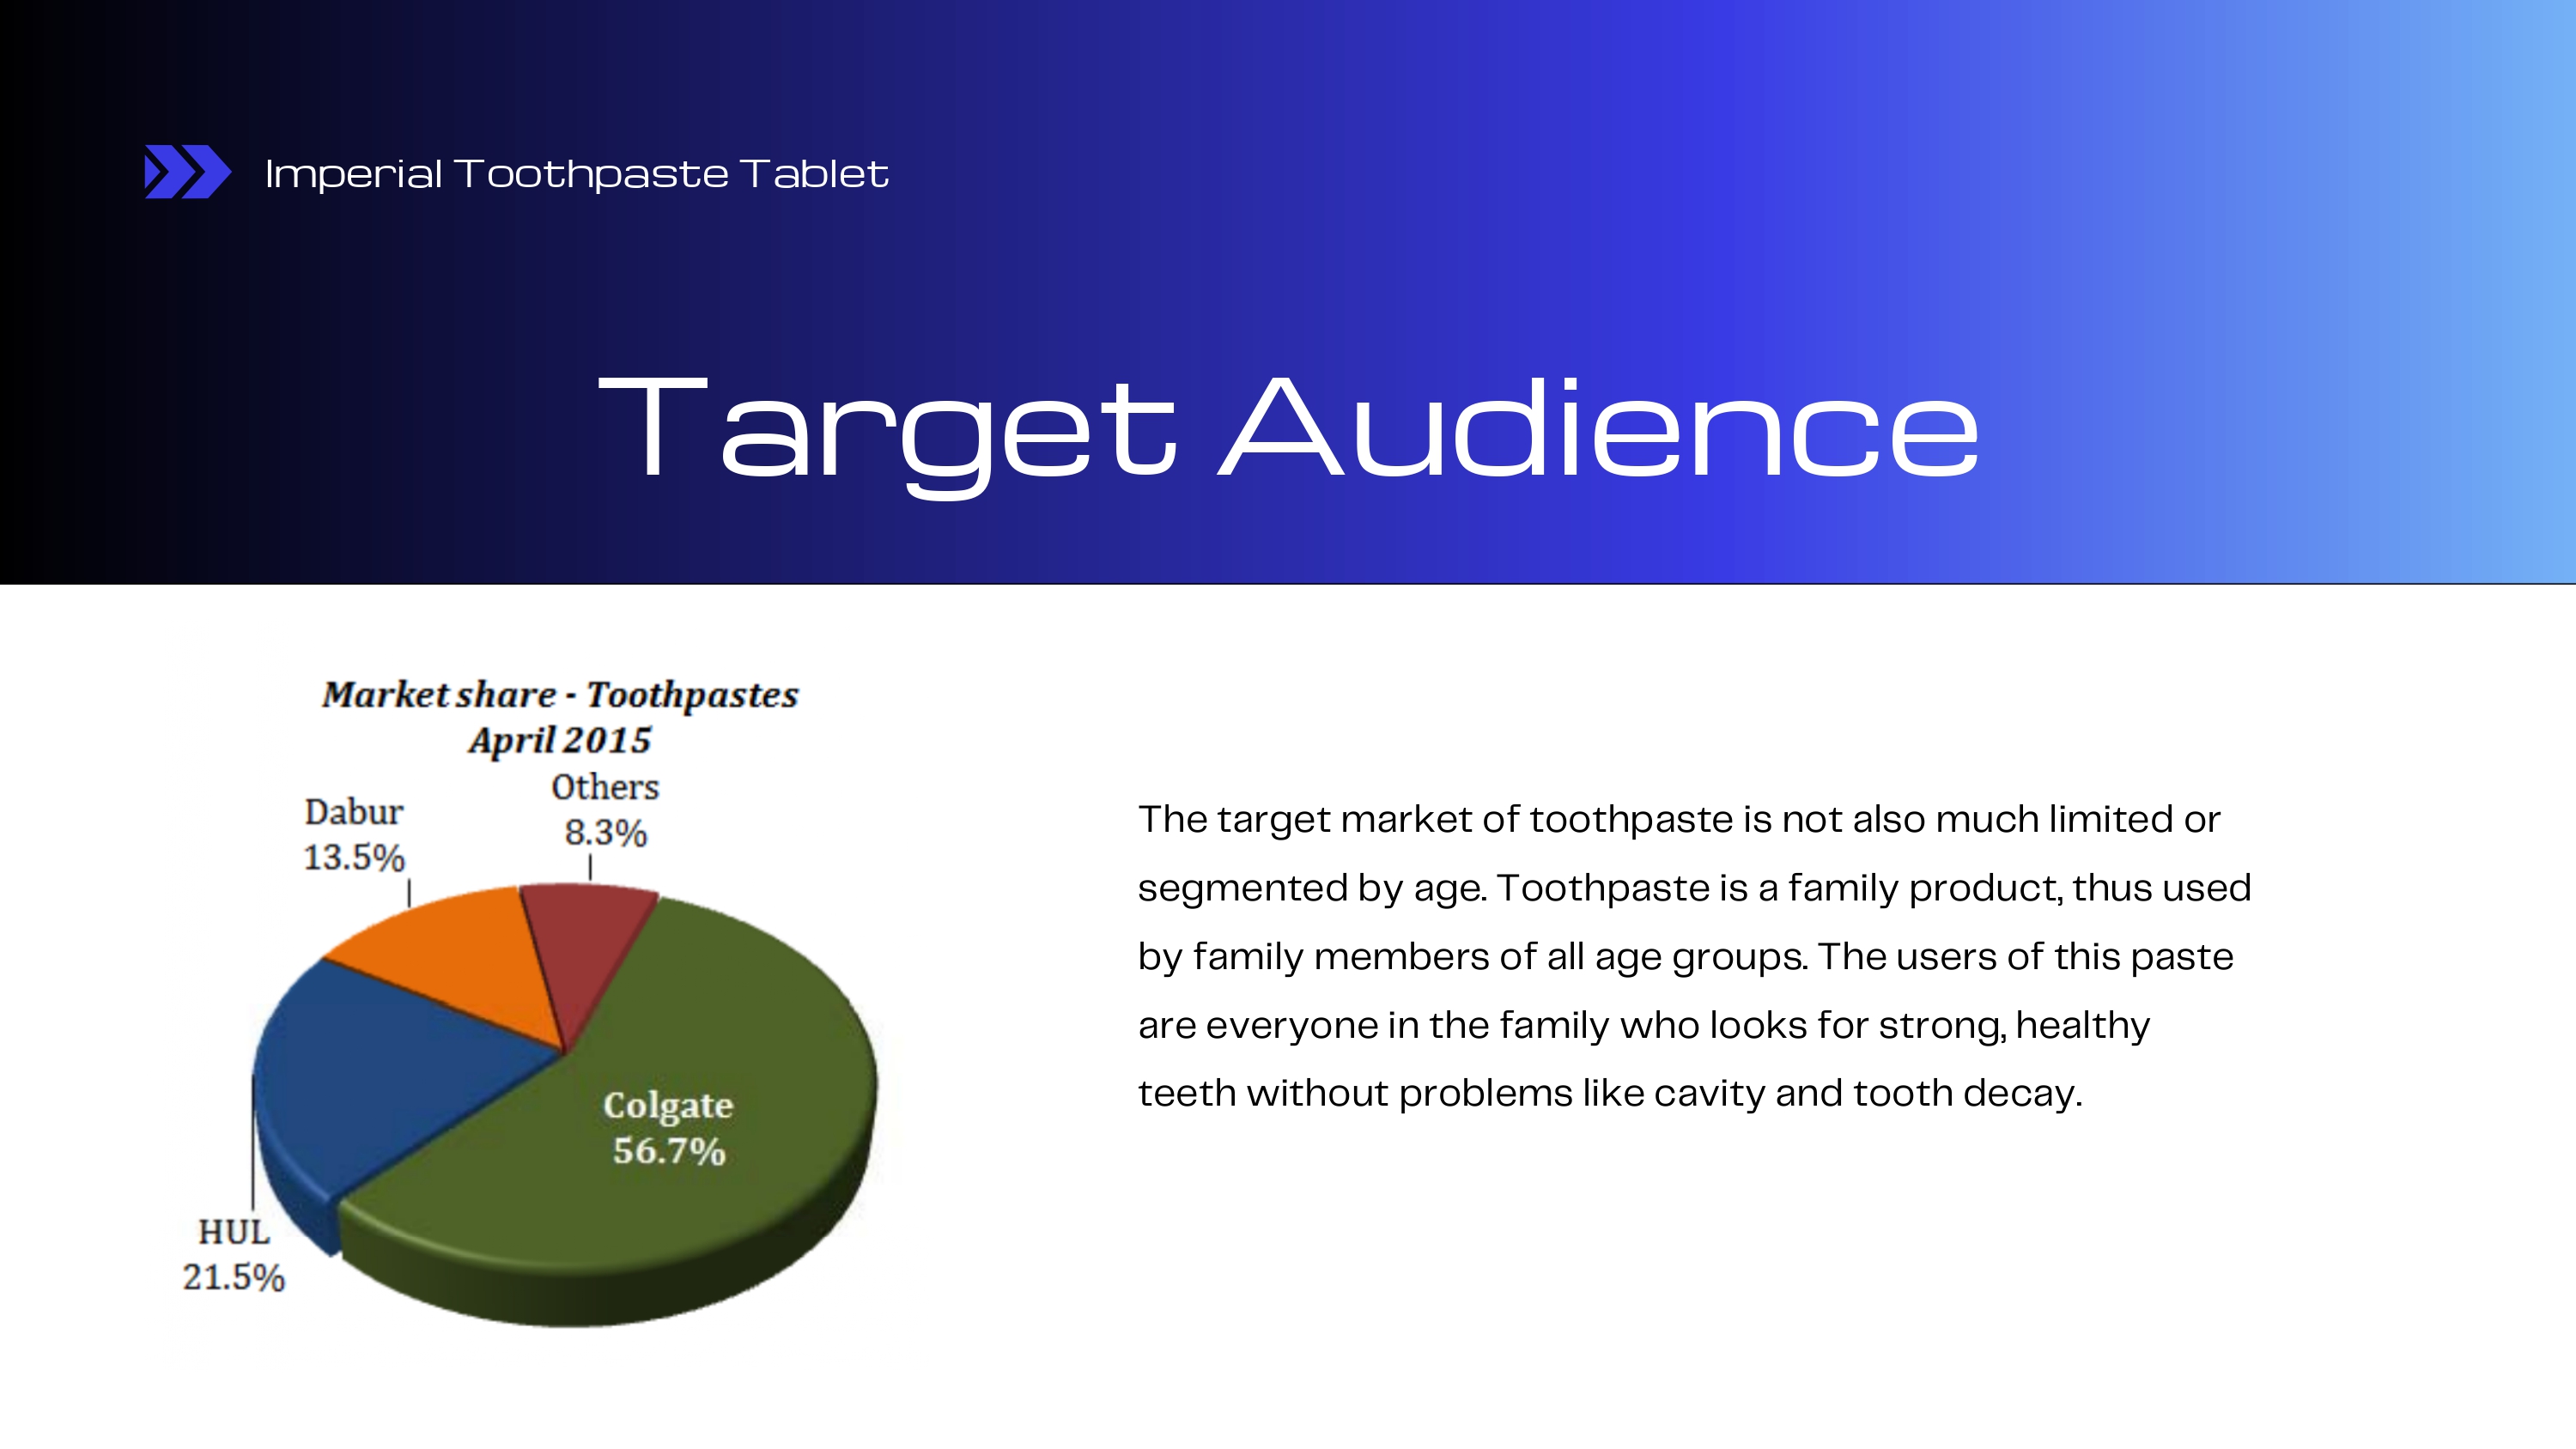 Imperial Toothpaste Tablet
Target Audience
Market share - Toothpastes
April 2015
Others
8.3%
Dabur
13.5%
Colgate
56.7%
HUL
21.5%
The target market of toothpaste is not also much limited or
segmented by age. Toothpaste is a family product, thus used
by family members of all age groups. The users of this paste
are everyone in the family who looks for strong, healthy
teeth without problems like cavity and tooth decay.